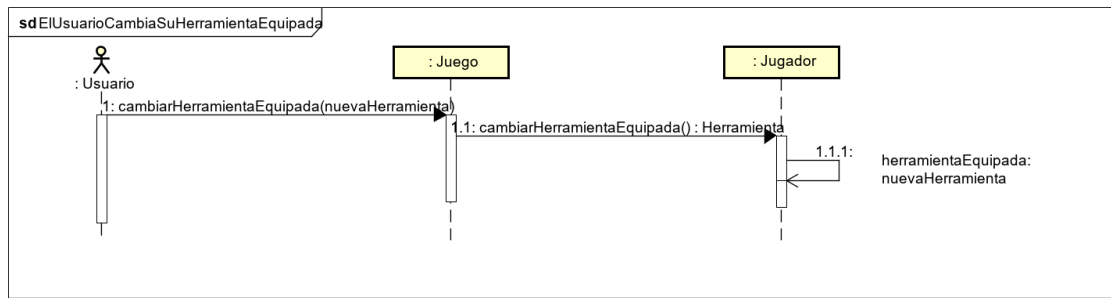 sd ElUsuarioCambiaSuHerramientaEquipada
: Usuario
: Juego
: Jugador
1: cambiarHerramientaEquipada(nuevaHerramienta)
1.1: cambiarHerramientaEquipada() : Herramienta
1.1.1:
herramientaEquipada:
nuevaHerramienta